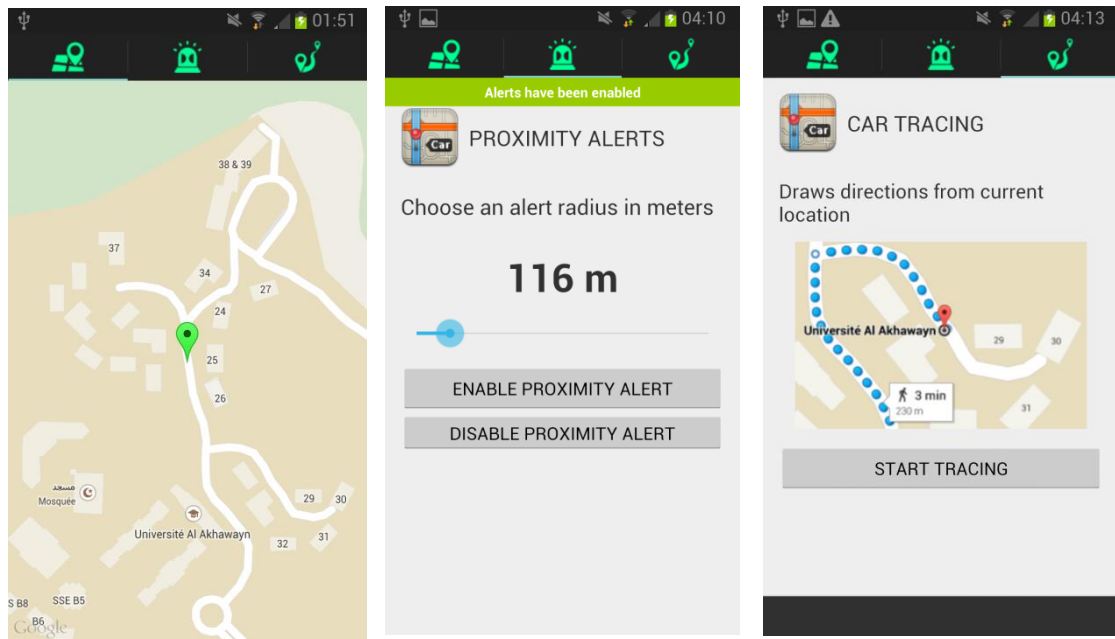 01:51
38 & 39
37
34
27
24
25
26
مسجد
Mosquée
29
30
Université Al Akhawayn
32
31
S B8
SSE B5
B6
Google
04:10
Alerts have been enabled
Car
PROXIMITY ALERTS
Choose an alert radius in meters
116 m
ENABLE PROXIMITY ALERT
DISABLE PROXIMITY ALERT
04:13
Car
CAR TRACING
Draws directions from current
location
Université Al Akhawayn
29
30
3 min
230 m
31
START TRACING